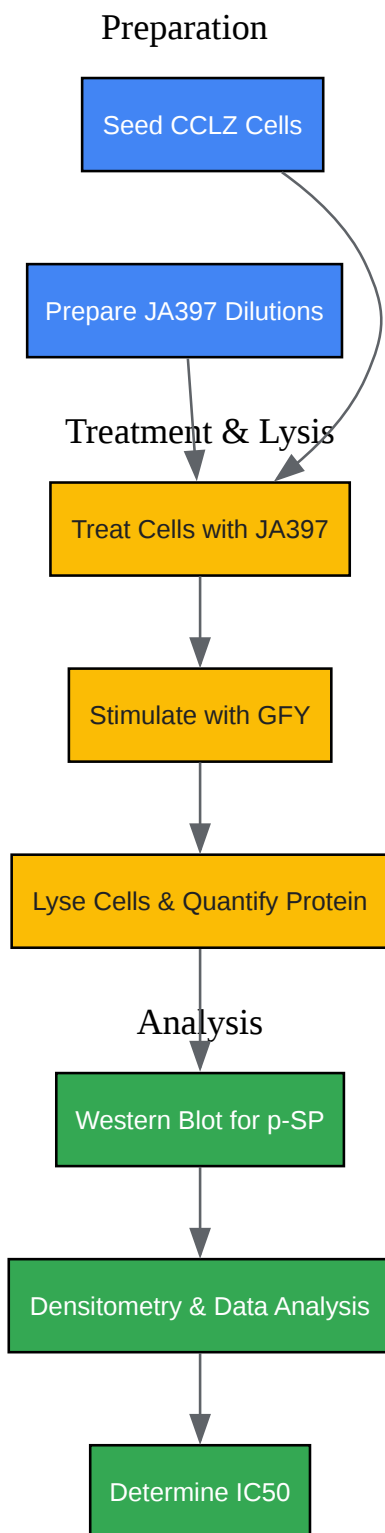 Preparation
Seed CCLZ Cells
Prepare JA397 Dilutions
Treatment & Lysis
Treat Cells with JA397
Stimulate with GFY
Lyse Cells & Quantify Protein
Analysis
Western Blot for p-SP
Densitometry & Data Analysis
Determine IC50